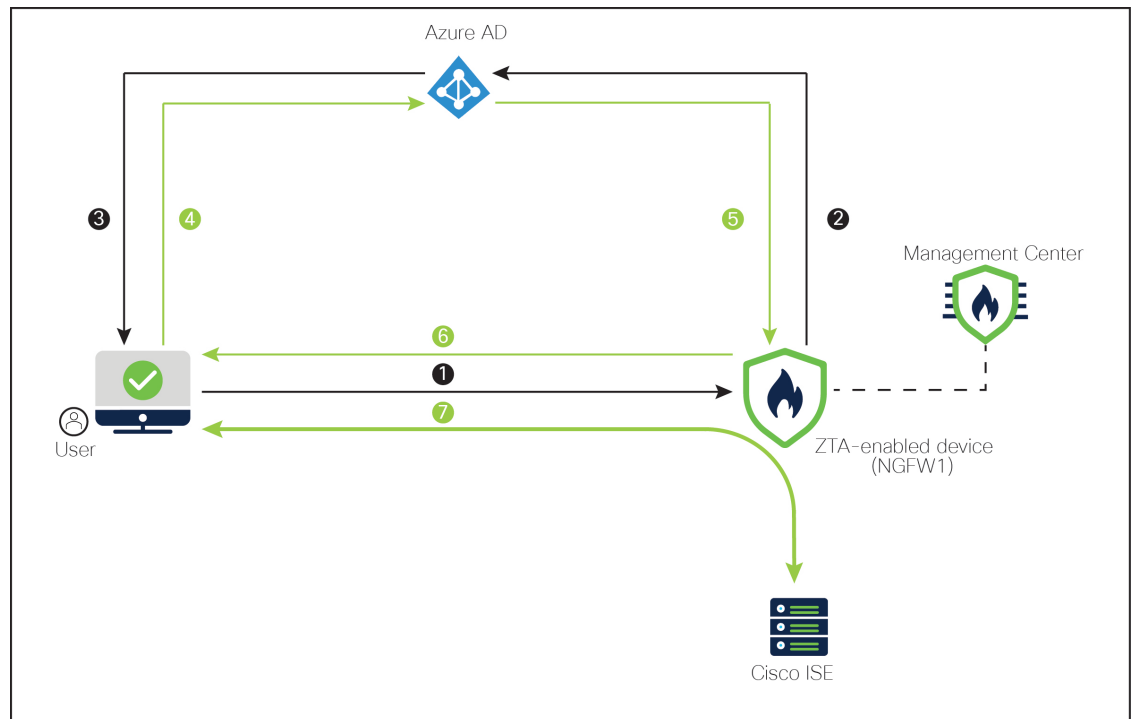 Azure AD
3
4
5
2
Management Center
6
1
7
User
ZTA-enabled device
(NGFW1)
Cisco ISE